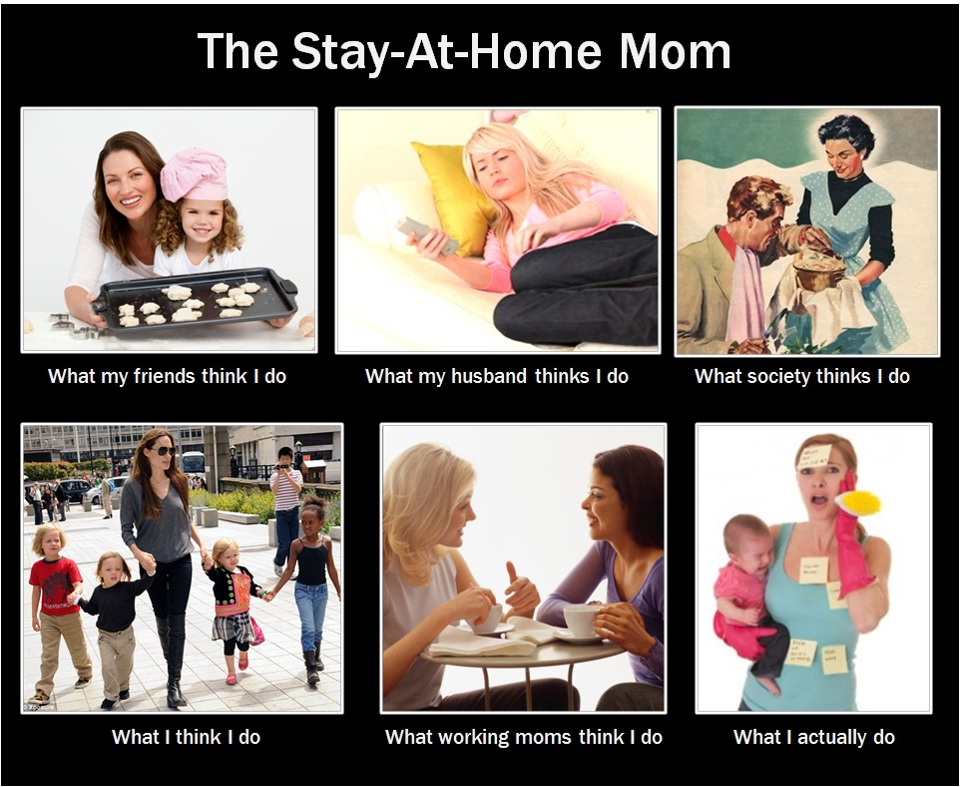 The Stay-At-Home Mom
What my friends think I do
What my husband thinks I do
What society thinks I do
What I think I do
What working moms think I do
What I actually do